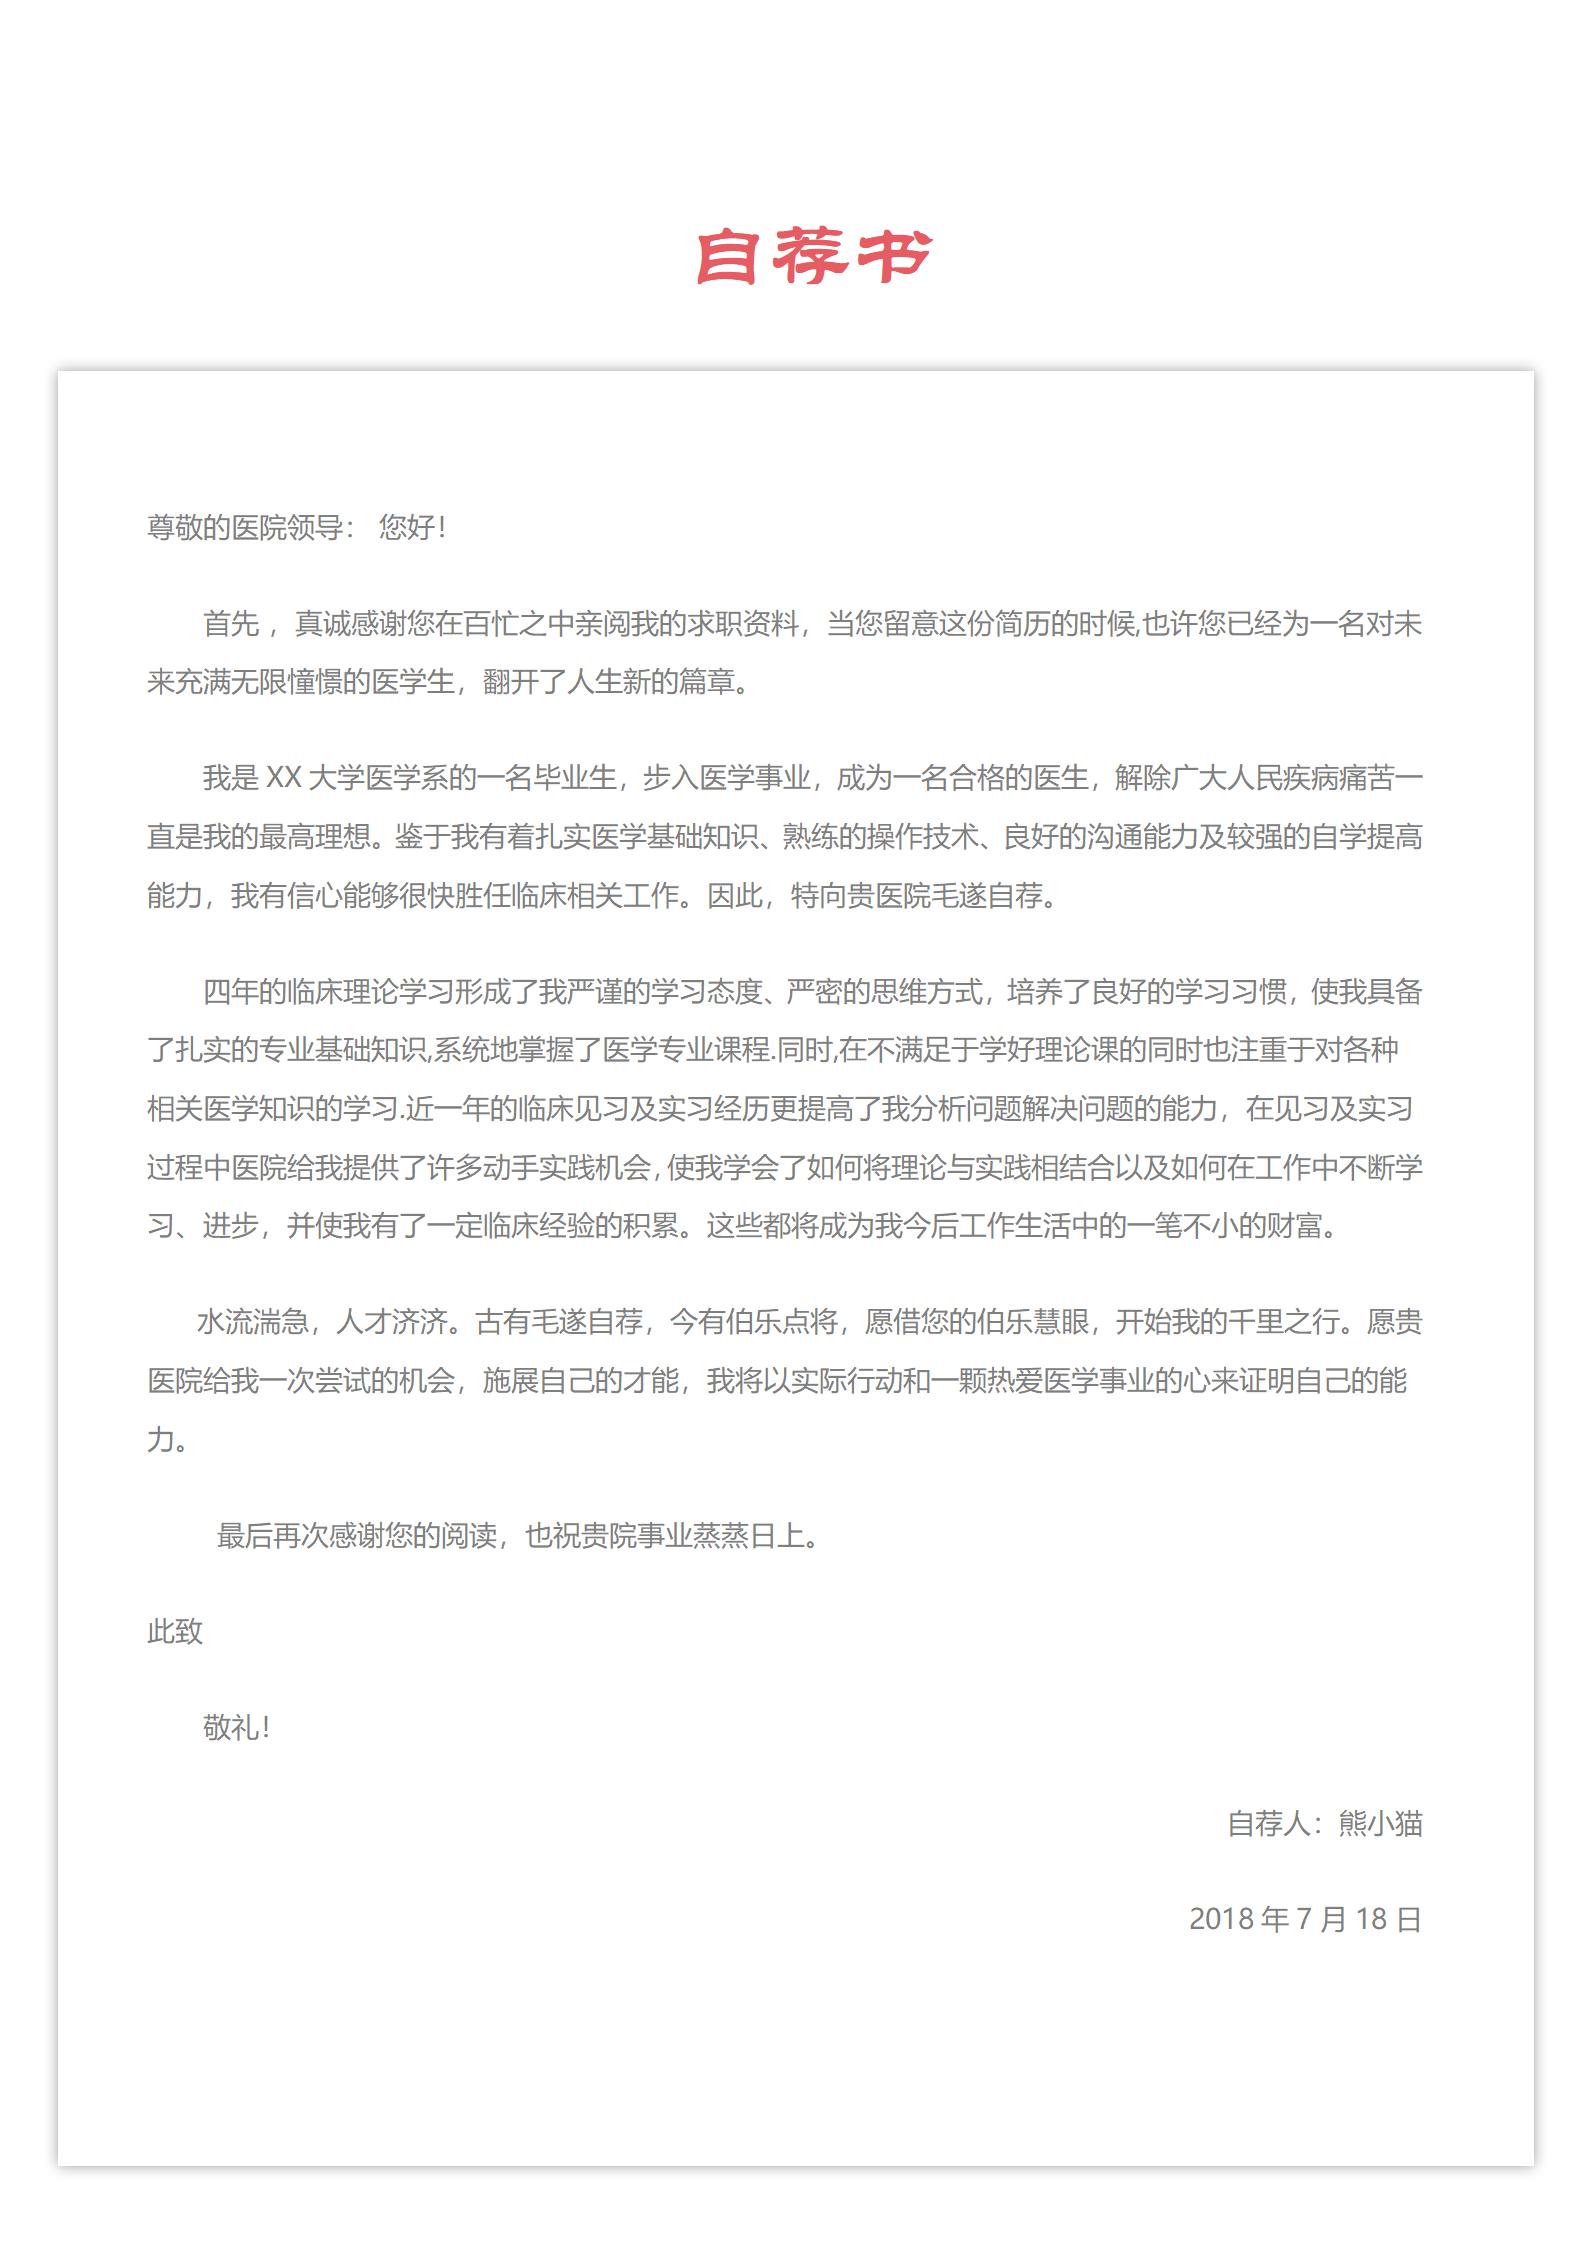 自荐书
尊敬的医院领导： 您好！
首先 ，真诚感谢您在百忙之中亲阅我的求职资料，当您留意这份简历的时候,也许您已经为一名对未
来充满无限憧憬的医学生，翻开了人生新的篇章。
我是 XX 大学医学系的一名毕业生，步入医学事业，成为一名合格的医生，解除广大人民疾病痛苦一
直是我的最高理想。鉴于我有着扎实医学基础知识、熟练的操作技术、良好的沟通能力及较强的自学提高
能力，我有信心能够很快胜任临床相关工作。因此，特向贵医院毛遂自荐。
四年的临床理论学习形成了我严谨的学习态度、严密的思维方式，培养了良好的学习习惯，使我具备
了扎实的专业基础知识,系统地掌握了医学专业课程.同时,在不满足于学好理论课的同时也注重于对各种
相关医学知识的学习.近一年的临床见习及实习经历更提高了我分析问题解决问题的能力，在见习及实习
过程中医院给我提供了许多动手实践机会,使我学会了如何将理论与实践相结合以及如何在工作中不断学
习、进步，并使我有了一定临床经验的积累。这些都将成为我今后工作生活中的一笔不小的财富。
水流湍急，人才济济。古有毛遂自荐，今有伯乐点将，愿借您的伯乐慧眼，开始我的千里之行。愿贵
医院给我一次尝试的机会，施展自己的才能，我将以实际行动和一颗热爱医学事业的心来证明自己的能
力。
最后再次感谢您的阅读，也祝贵院事业蒸蒸日上。
此致
敬礼！
自荐人：熊小猫
2018 年 7 月 18 日